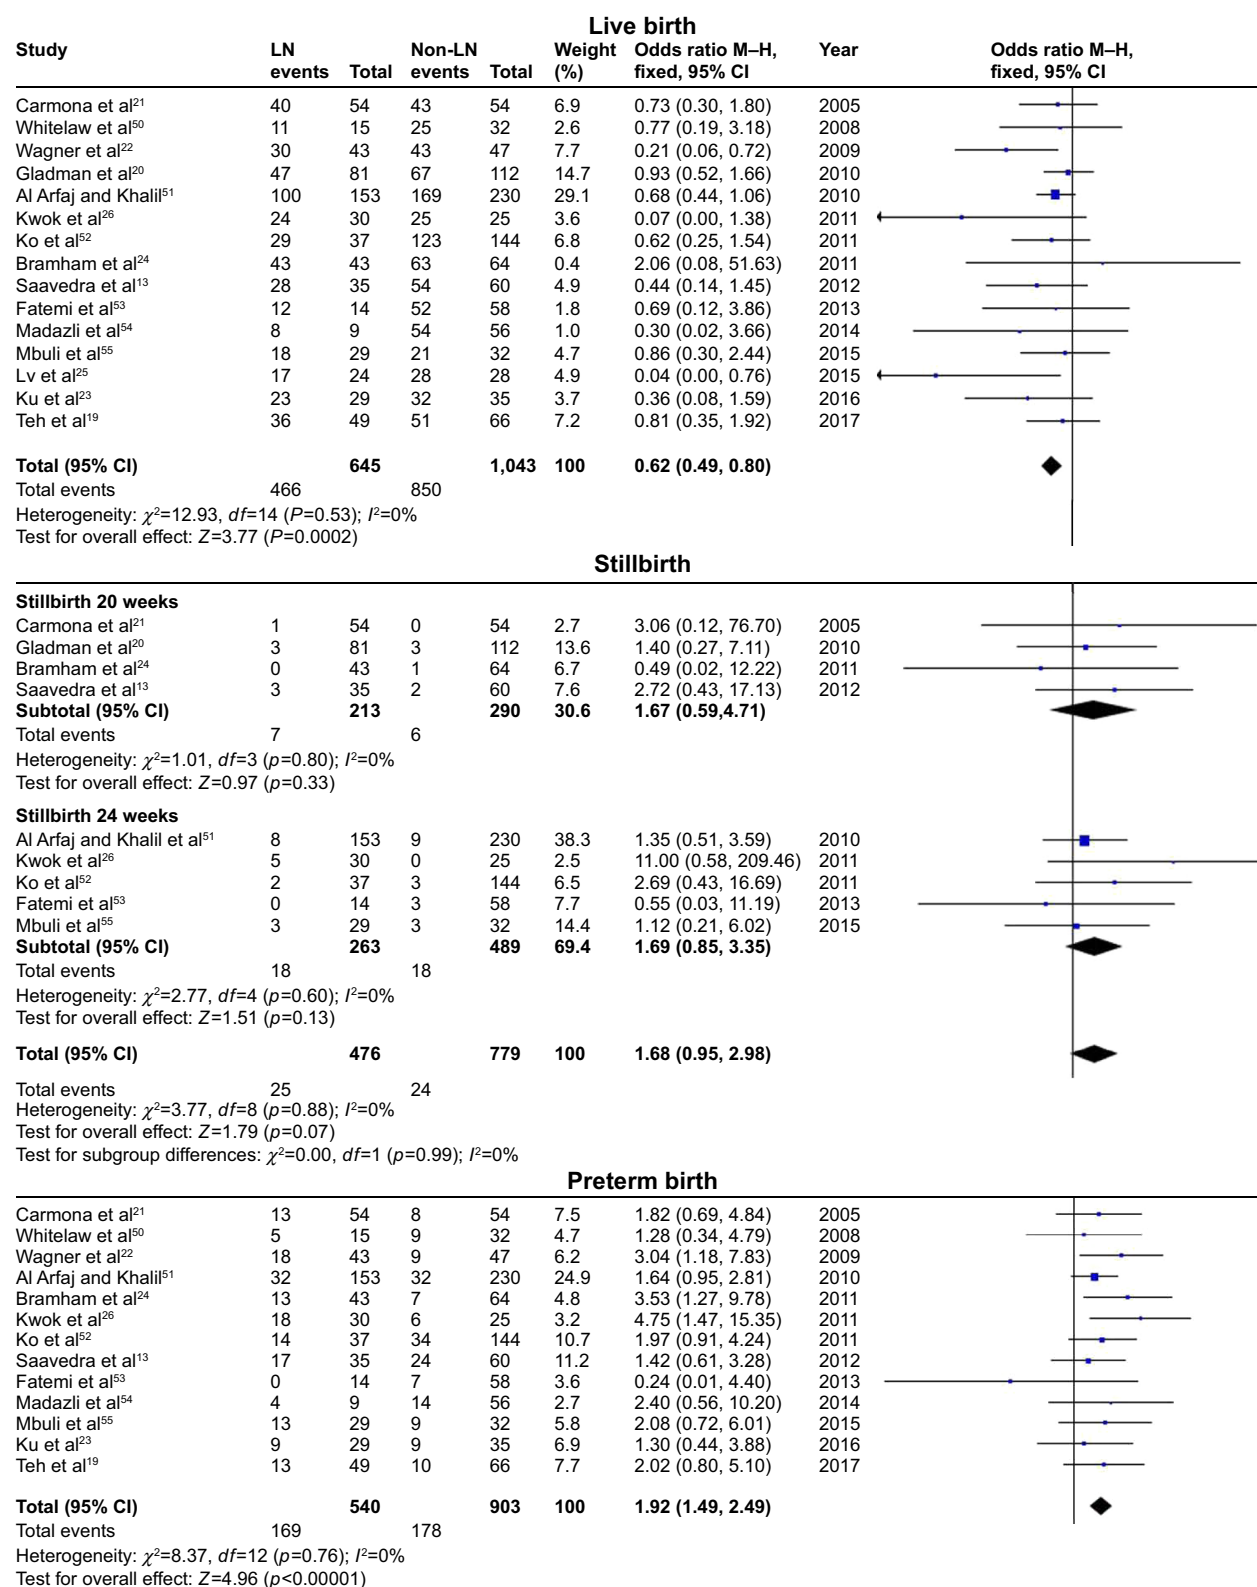 Live birth
Study LN events Total Non-LN events Total Weight (%) Odds ratio M–H, fixed, 95% CI Year Odds ratio M–H, fixed, 95% CI
Carmona et al²¹ 40 54 43 54 6.9 0.73 (0.30, 1.80) 2005
Whitelaw et al⁵⁰ 11 15 25 32 2.6 0.77 (0.19, 3.18) 2008
Wagner et al²² 30 43 43 47 7.7 0.21 (0.06, 0.72) 2009
Gladman et al²⁰ 47 81 67 112 14.7 0.93 (0.52, 1.66) 2010
Al Arfaj and Khalil⁵¹ 100 153 169 230 29.1 0.68 (0.44, 1.06) 2010
Kwok et al²⁶ 24 30 25 25 3.6 0.07 (0.00, 1.38) 2011
Ko et al⁵² 29 37 123 144 6.8 0.62 (0.25, 1.54) 2011
Bramham et al²⁴ 43 43 63 64 0.4 2.06 (0.08, 51.63) 2011
Saavedra et al¹³ 28 35 54 60 4.9 0.44 (0.14, 1.45) 2012
Fatemi et al⁵³ 12 14 52 58 1.8 0.69 (0.12, 3.86) 2013
Madazli et al⁵⁴ 8 9 54 56 1.0 0.30 (0.02, 3.66) 2014
Mbuli et al⁵⁵ 18 29 21 32 4.7 0.86 (0.30, 2.44) 2015
Lv et al²⁵ 17 24 28 28 4.9 0.04 (0.00, 0.76) 2015
Ku et al²³ 23 29 32 35 3.7 0.36 (0.08, 1.59) 2016
Teh et al¹⁹ 36 49 51 66 7.2 0.81 (0.35, 1.92) 2017
Total (95% CI) 645 1,043 100 0.62 (0.49, 0.80)
Total events 466 850
Heterogeneity: χ²=12.93, df=14 (P=0.53); I²=0%
Test for overall effect: Z=3.77 (P=0.0002)
Stillbirth
Stillbirth 20 weeks
Carmona et al²¹ 1 54 0 54 2.7 3.06 (0.12, 76.70) 2005
Gladman et al²⁰ 3 81 3 112 13.6 1.40 (0.27, 7.11) 2010
Bramham et al²⁴ 0 43 1 64 6.7 0.49 (0.02, 12.22) 2011
Saavedra et al¹³ 3 35 2 60 7.6 2.72 (0.43, 17.13) 2012
Subtotal (95% CI) 213 290 30.6 1.67 (0.59,4.71)
Total events 7 6
Heterogeneity: χ²=1.01, df=3 (p=0.80); I²=0%
Test for overall effect: Z=0.97 (p=0.33)
Stillbirth 24 weeks
Al Arfaj and Khalil et al⁵¹ 8 153 9 230 38.3 1.35 (0.51, 3.59) 2010
Kwok et al²⁶ 5 30 0 25 2.5 11.00 (0.58, 209.46) 2011
Ko et al⁵² 2 37 3 144 6.5 2.69 (0.43, 16.69) 2011
Fatemi et al⁵³ 0 14 3 58 7.7 0.55 (0.03, 11.19) 2013
Mbuli et al⁵⁵ 3 29 3 32 14.4 1.12 (0.21, 6.02) 2015
Subtotal (95% CI) 263 489 69.4 1.69 (0.85, 3.35)
Total events 18 18
Heterogeneity: χ²=2.77, df=4 (p=0.60); I²=0%
Test for overall effect: Z=1.51 (p=0.13)
Total (95% CI) 476 779 100 1.68 (0.95, 2.98)
Total events 25 24
Heterogeneity: χ²=3.77, df=8 (p=0.88); I²=0%
Test for overall effect: Z=1.79 (p=0.07)
Test for subgroup differences: χ²=0.00, df=1 (p=0.99); I²=0%
Preterm birth
Carmona et al²¹ 13 54 8 54 7.5 1.82 (0.69, 4.84) 2005
Whitelaw et al⁵⁰ 5 15 9 32 4.7 1.28 (0.34, 4.79) 2008
Wagner et al²² 18 43 9 47 6.2 3.04 (1.18, 7.83) 2009
Al Arfaj and Khalil⁵¹ 32 153 32 230 24.9 1.64 (0.95, 2.81) 2010
Bramham et al²⁴ 13 43 7 64 4.8 3.53 (1.27, 9.78) 2011
Kwok et al²⁶ 18 30 6 25 3.2 4.75 (1.47, 15.35) 2011
Ko et al⁵² 14 37 34 144 10.7 1.97 (0.91, 4.24) 2011
Saavedra et al¹³ 17 35 24 60 11.2 1.42 (0.61, 3.28) 2012
Fatemi et al⁵³ 0 14 7 58 3.6 0.24 (0.01, 4.40) 2013
Madazli et al⁵⁴ 4 9 14 56 2.7 2.40 (0.56, 10.20) 2014
Mbuli et al⁵⁵ 13 29 9 32 5.8 2.08 (0.72, 6.01) 2015
Ku et al²³ 9 29 9 35 6.9 1.30 (0.44, 3.88) 2016
Teh et al¹⁹ 13 49 10 66 7.7 2.02 (0.80, 5.10) 2017
Total (95% CI) 540 903 100 1.92 (1.49, 2.49)
Total events 169 178
Heterogeneity: χ²=8.37, df=12 (p=0.76); I²=0%
Test for overall effect: Z=4.96 (p<0.00001)